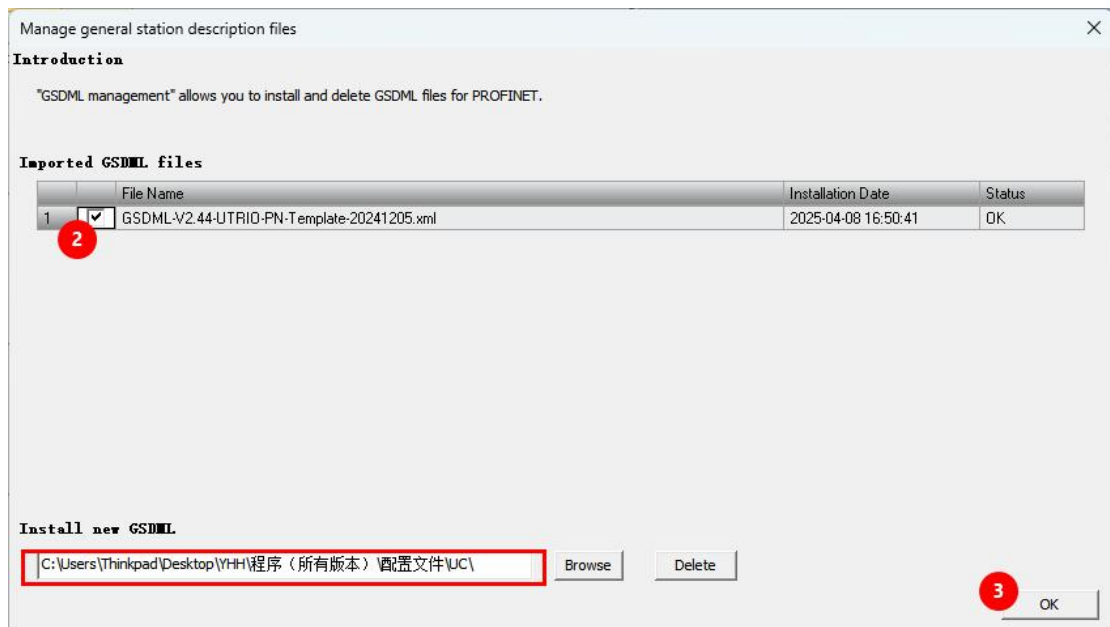 Manage general station description files
Introduction
"GSDML management" allows you to install and delete GSDML files for PROFINET.
Imported GSDML files
File Name Installation Date Status
1 GSDML-V2.44-UTRIO-PN-Template-20241205.xml 2025-04-08 16:50:41 OK
2
Install new GSDML
C:\Users\Thinkpad\Desktop\YHH\程序（所有版本）\配置文件\UC\ Browse Delete
3 OK